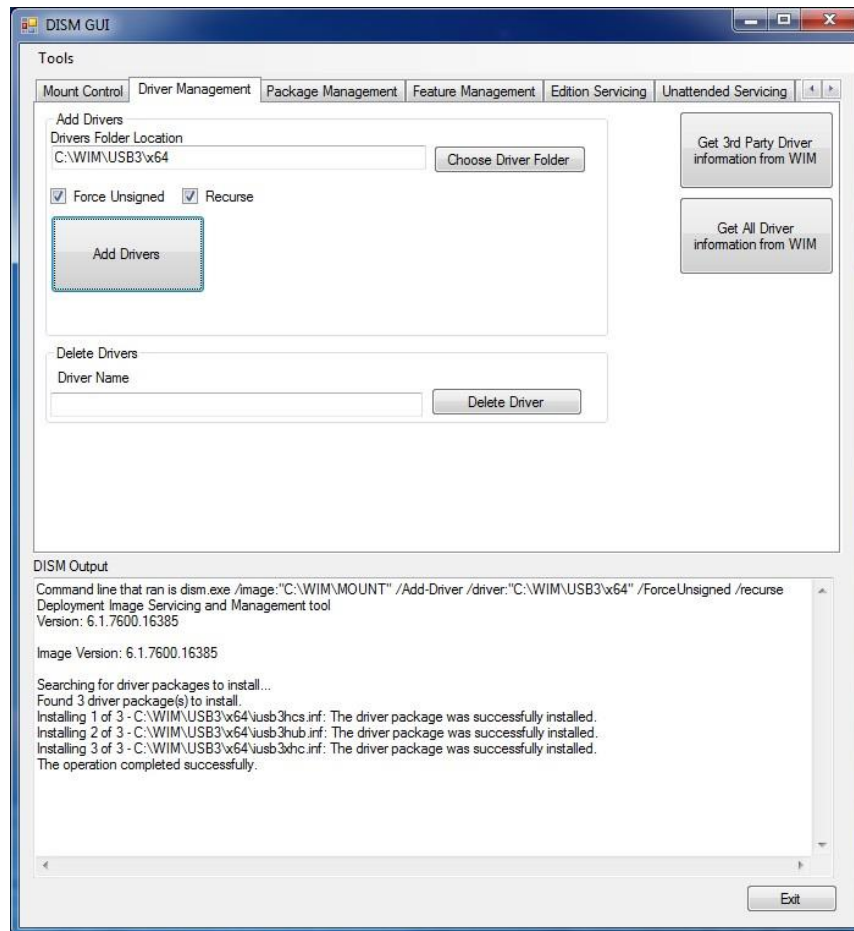 DISM GUI
Tools
Mount Control Driver Management Package Management Feature Management Edition Servicing Unattended Servicing
Add Drivers
Drivers Folder Location
C:\WIM\USB3\x64
Choose Driver Folder
Force Unsigned Recurse
Add Drivers
Get 3rd Party Driver
information from WIM
Get All Driver
information from WIM
Delete Drivers
Driver Name
Delete Driver
DISM Output
Command line that ran is dism.exe /image:"C:\WIM\MOUNT" /Add-Driver /driver:"C:\WIM\USB3\x64" /ForceUnsigned /recurse
Deployment Image Servicing and Management tool
Version: 6.1.7600.16385
Image Version: 6.1.7600.16385
Searching for driver packages to install...
Found 3 driver package(s) to install.
Installing 1 of 3 - C:\WIM\USB3\x64\iusb3hcs.inf: The driver package was successfully installed.
Installing 2 of 3 - C:\WIM\USB3\x64\iusb3hub.inf: The driver package was successfully installed.
Installing 3 of 3 - C:\WIM\USB3\x64\iusb3xhc.inf: The driver package was successfully installed.
The operation completed successfully.
Exit